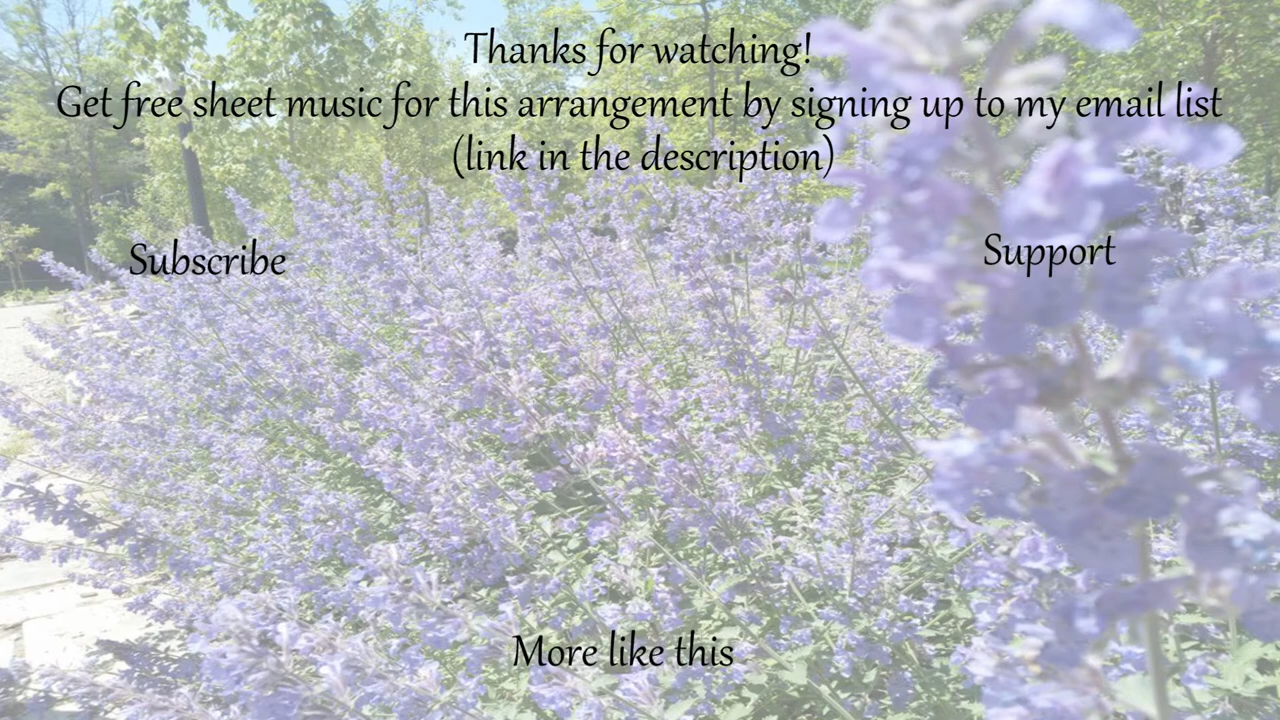 Thanks for watching!
Get free sheet music for this arrangement by signing up to my email list
(link in the description)
Subscribe
Support
More like this